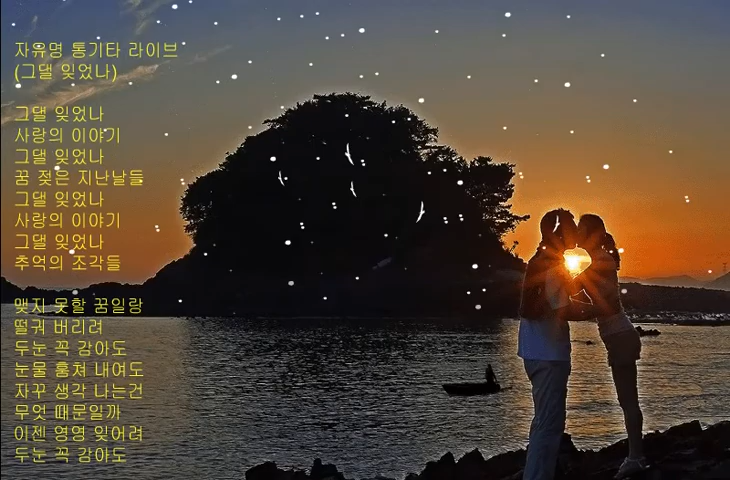 자유명 통기타 라이브
(그댈 잊었나)
그댈 잊었나
사랑의 이야기
그댈 잊었나
꿈 젖은 지난날들
그댈 잊었나
사랑의 이야기
그댈 잊었나
추억의 조각들
맺지 못할 꿈일랑
떨궈 버리려
두눈 꼭 감아도
눈물 훔쳐 내여도
자꾸 생각 나는건
무엇 때문일까
이젠 영영 잊어려
두눈 꼭 감아도